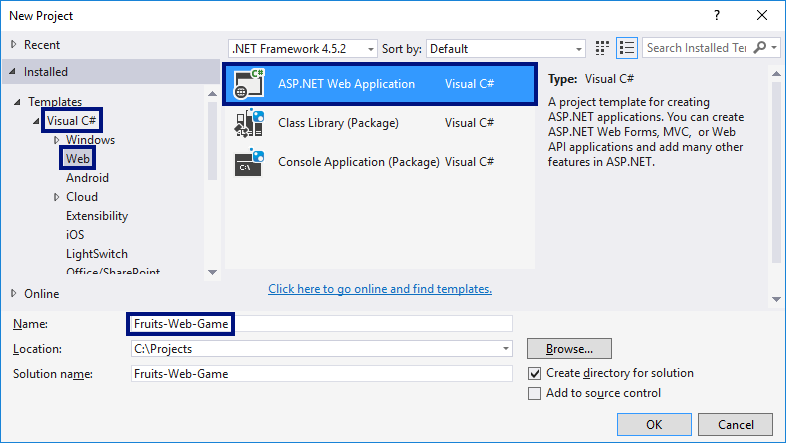 New Project
? X
Recent
.NET Framework 4.5.2 Sort by: Default Search Installed Te
Installed
Templates
Visual C#
Windows
Web
Android
Cloud
Extensibility
iOS
LightSwitch
Office/SharePoint
Online
C# ASP.NET Web Application Visual C#
Class Library (Package) Visual C#
C:\ Console Application (Package) Visual C#
Click here to go online and find templates.
Type: Visual C#
A project template for creating
ASP.NET applications. You can create
ASP.NET Web Forms, MVC, or Web
API applications and add many other
features in ASP.NET.
Name: Fruits-Web-Game
Location: C:\Projects Browse...
Solution name: Fruits-Web-Game
Create directory for solution
Add to source control
OK Cancel